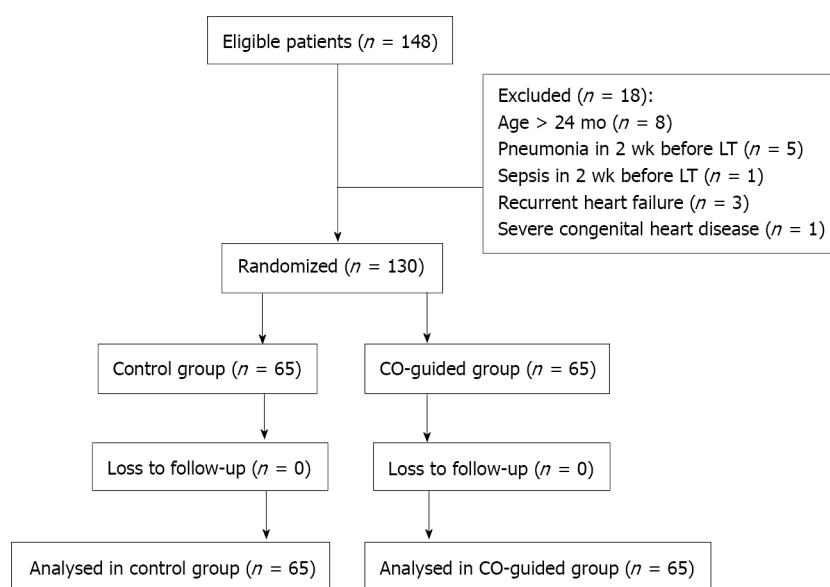 Eligible patients (n = 148)
Excluded (n = 18):
Age > 24 mo (n = 8)
Pneumonia in 2 wk before LT (n = 5)
Sepsis in 2 wk before LT (n = 1)
Recurrent heart failure (n = 3)
Severe congenital heart disease (n = 1)
Randomized (n = 130)
Control group (n = 65)
CO-guided group (n = 65)
Loss to follow-up (n = 0)
Loss to follow-up (n = 0)
Analysed in control group (n = 65)
Analysed in CO-guided group (n = 65)